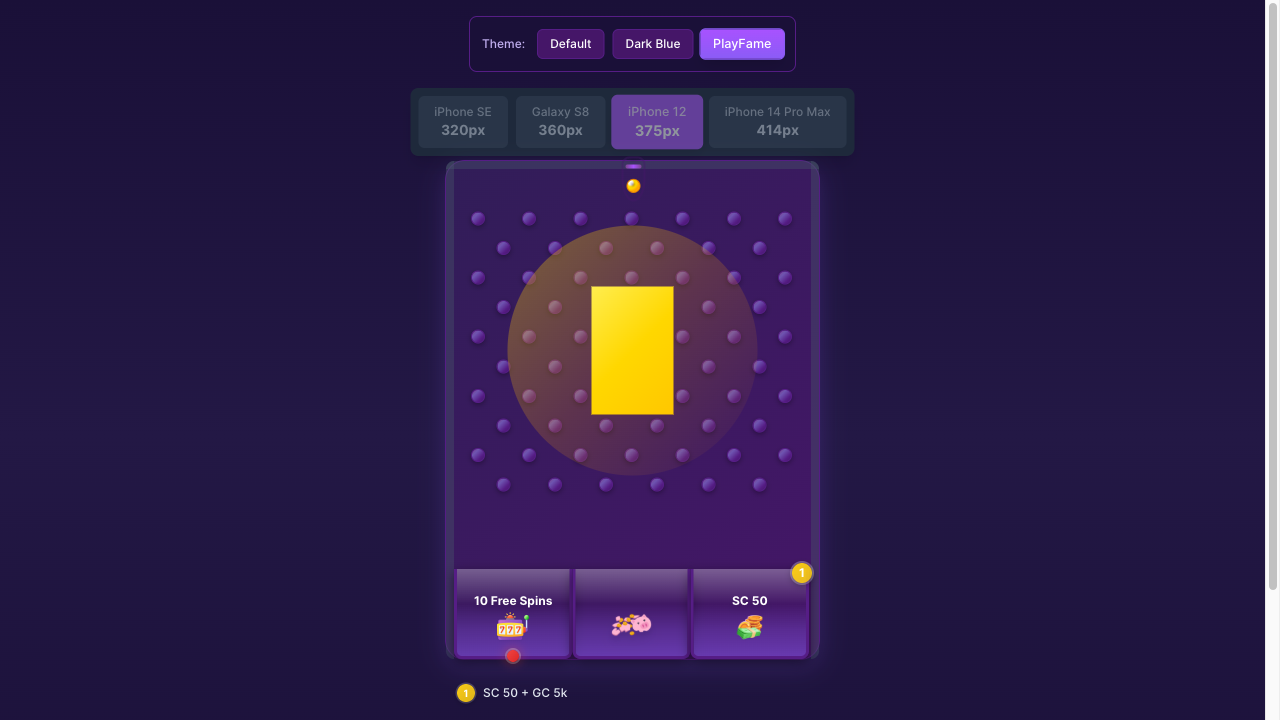 Theme: Default Dark Blue PlayFame
iPhone SE Galaxy S8 iPhone 12 iPhone 14 Pro Max
320px 360px 375px 414px
1
10 Free Spins SC 50
777
1 SC 50 + GC 5k